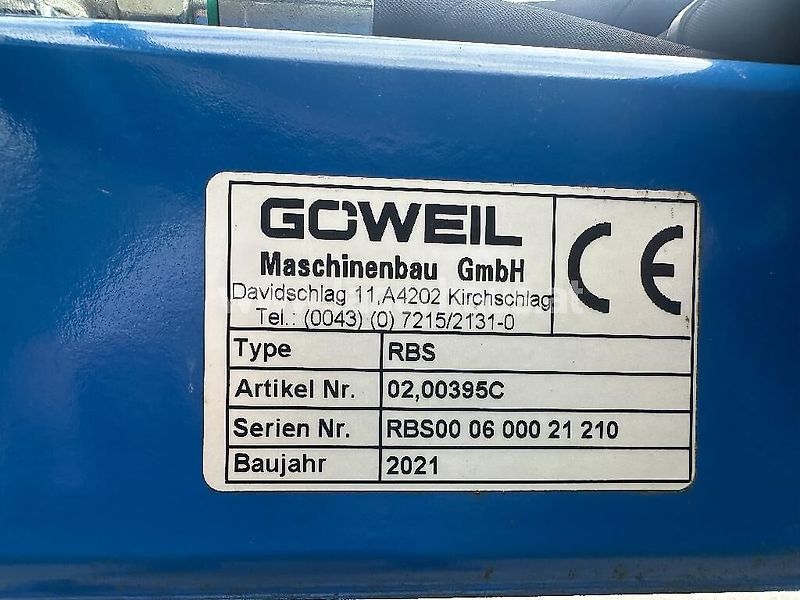 GÖWEIL
Maschinenbau GmbH
Davidschlag 11,A4202 Kirchschlag
Tel.: (0043) (0) 7215/2131-0
CE
Type RBS
Artikel Nr. 02,00395C
Serien Nr. RBS00 06 000 21 210
Baujahr 2021